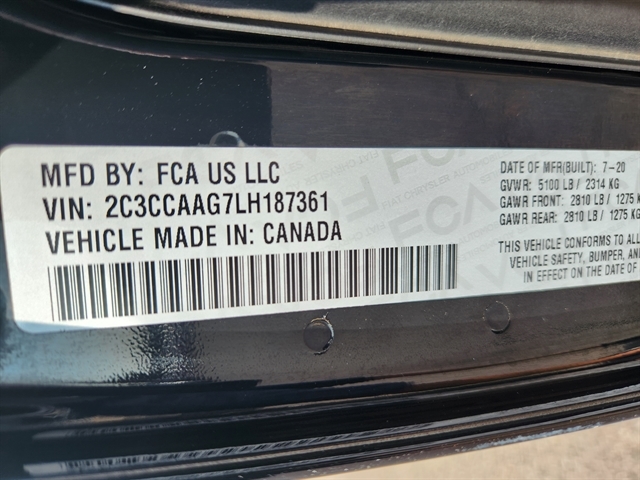 MFD BY: FCA US LLC
VIN: 2C3CCAAG7LH187361
VEHICLE MADE IN: CANADA
DATE OF MFR(BUILT): 7-20
GVWR: 5100 LB / 2314 KG
GAWR FRONT: 2810 LB / 1275 KG
GAWR REAR: 2810 LB / 1275 KG
THIS VEHICLE CONFORMS TO ALL
VEHICLE SAFETY, BUMPER, AND
IN EFFECT ON THE DATE OF